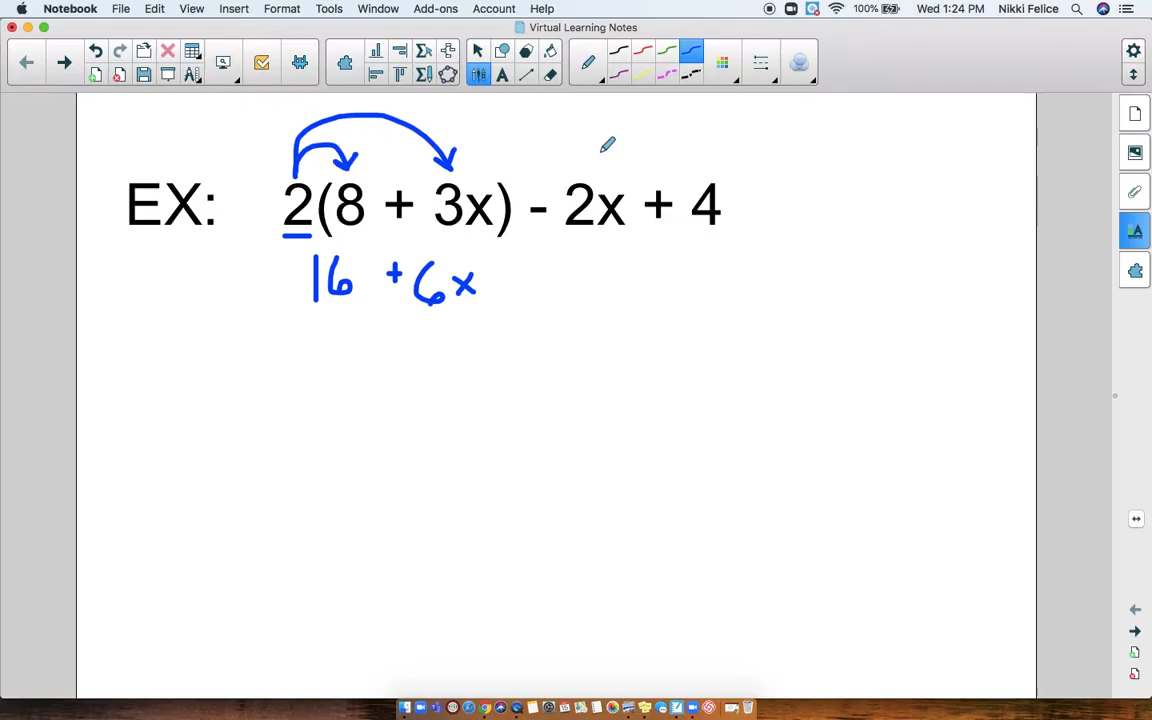 Notebook File Edit View Insert Format Tools Window Add-ons Account Help 100% Wed 1:24 PM Nikki Felice
Virtual Learning Notes
EX: 2(8 + 3x) - 2x + 4
16 + 6x